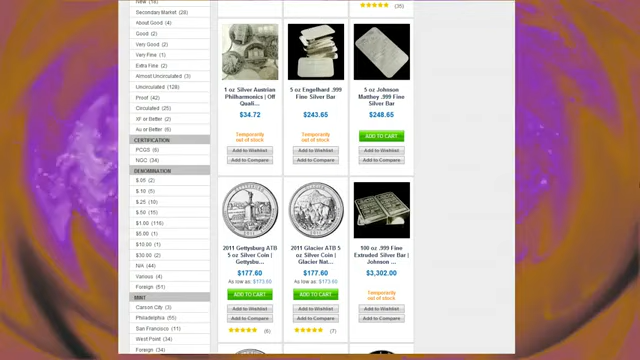 New (16)
Secondary Market (28)
About Good (4)
Good (2)
Very Good (2)
Very Fine (1)
Extra Fine (2)
Almost Uncirculated (3)
Uncirculated (128)
Proof (42)
Circulated (25)
XF or Better (2)
Au or Better (6)
CERTIFICATION
PCGS (6)
NGC (34)
DENOMINATION
$.05 (2)
$.10 (5)
$.25 (10)
$.50 (15)
$1.00 (116)
$5.00 (1)
$10.00 (1)
$30.00 (2)
N/A (44)
Various (4)
Foreign (51)
MINT
Carson City (3)
Philadelphia (55)
San Francisco (11)
West Point (34)
Foreign (34)
(36)
1 oz Silver Austrian
Philharmonics | Off
Quali...
$34.72
Temporarily
out of stock
Add to Wishlist
Add to Compare
5 oz Engelhard .999
Fine Silver Bar
$243.65
Temporarily
out of stock
Add to Wishlist
Add to Compare
5 oz Johnson
Matthey .999 Fine
Silver Bar
$248.65
ADD TO CART
Add to Wishlist
Add to Compare
2011 Gettysburg ATB
5 oz Silver Coin |
Gettysbu...
$177.60
As low as: $173.60
ADD TO CART
Add to Wishlist
Add to Compare
(6)
2011 Glacier ATB 5
oz Silver Coin |
Glacier Nat...
$177.60
As low as: $173.60
ADD TO CART
Add to Wishlist
Add to Compare
(7)
100 oz .999 Fine
Extruded Silver Bar |
Johnson ...
$3,302.00
Temporarily
out of stock
Add to Wishlist
Add to Compare